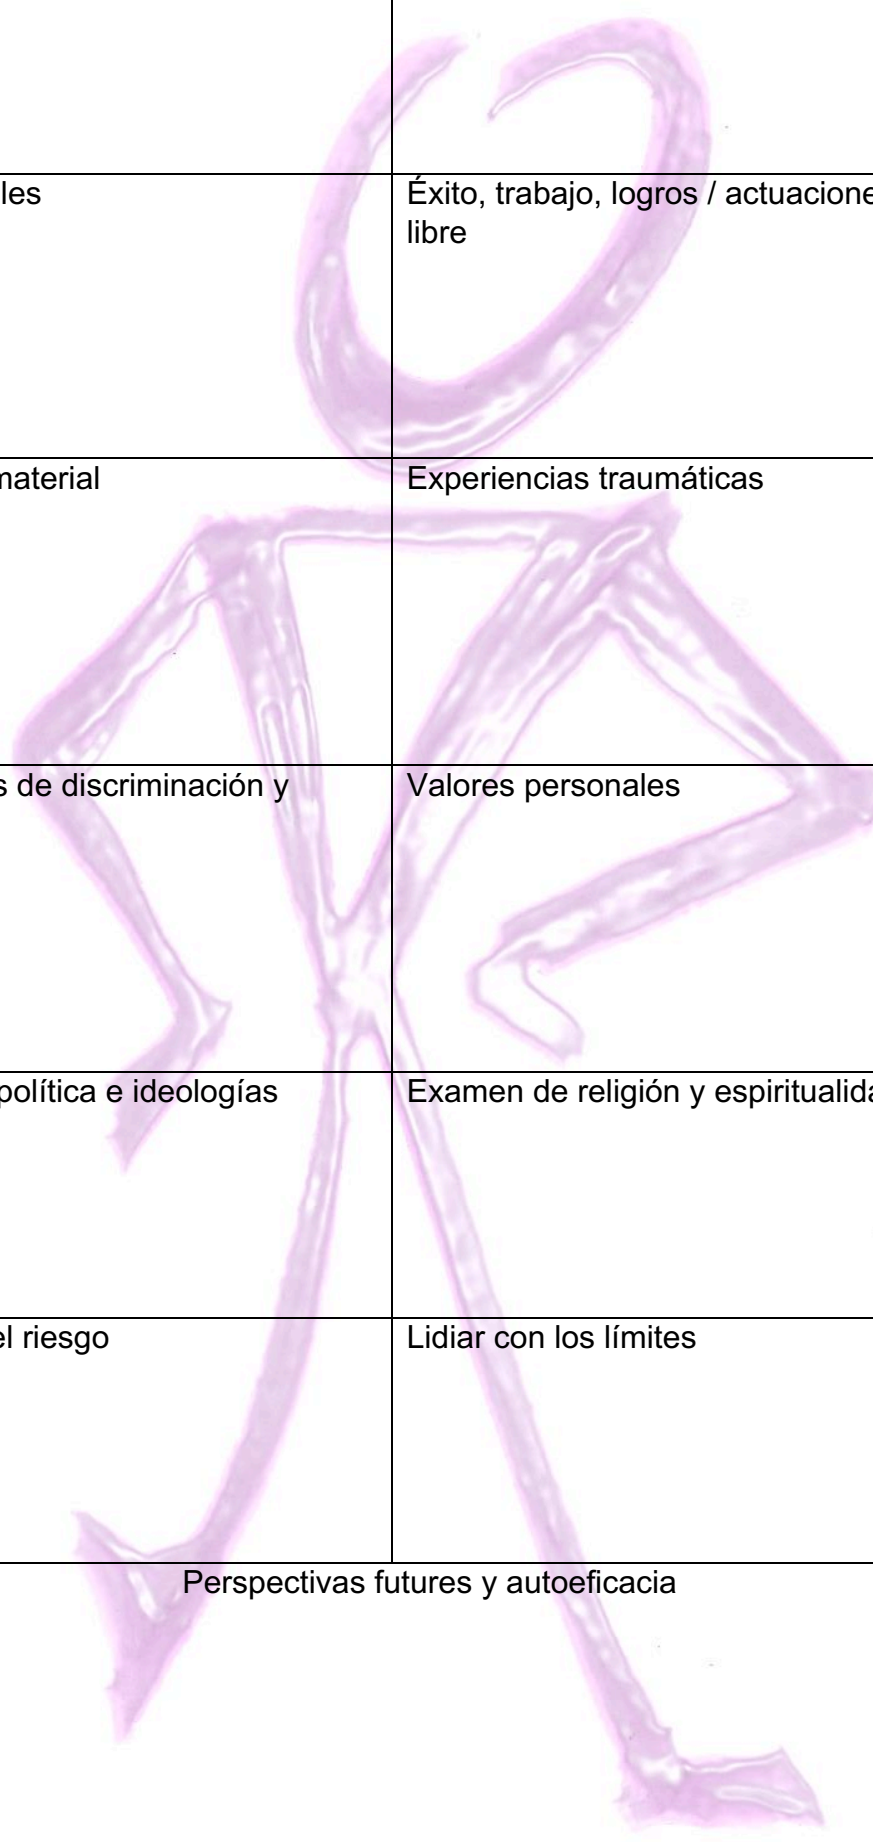 les
Éxito, trabajo, logros / actuacione
libre
material
Experiencias traumáticas
s de discriminación y
Valores personales
política e ideologías
Examen de religión y espiritualida
el riesgo
Lidiar con los límites
Perspectivas futures y autoeficacia